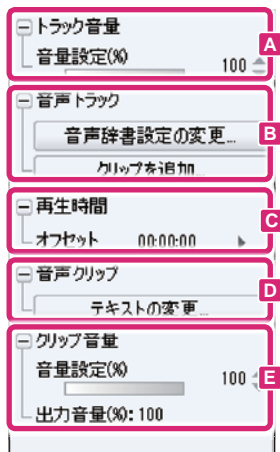 トラック音量
A
音量設定(%) 100
音声トラック
B
音声辞書設定の変更...
クリップを追加...
再生時間
C
オフセット 00:00:00
音声クリップ
D
テキストの変更...
クリップ音量
E
音量設定(%) 100
出力音量(%): 100